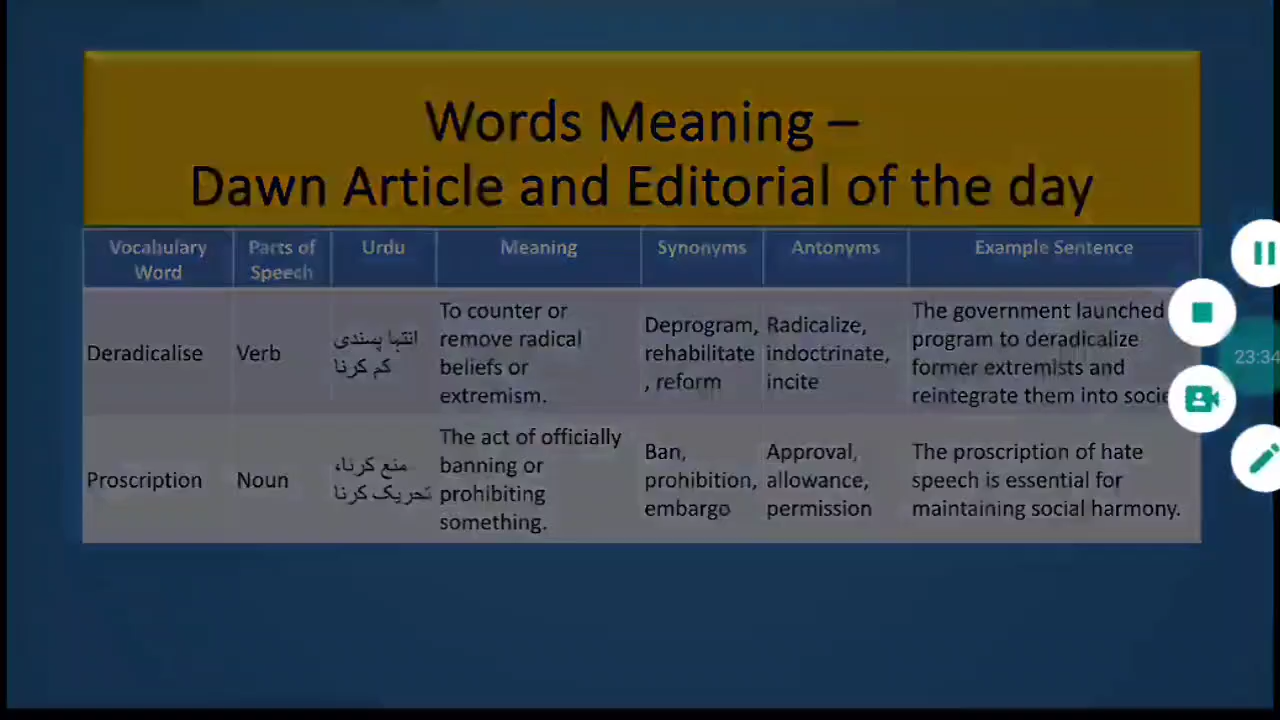 Words Meaning –
Dawn Article and Editorial of the day
Vocabulary Word
Parts of Speech
Urdu
Meaning
Synonyms
Antonyms
Example Sentence
Deradicalise
Verb
انتہا پسندی
کم کرنا
To counter or
remove radical
beliefs or
extremism.
Deprogram,
rehabilitate
, reform
Radicalize,
indoctrinate,
incite
The government launched
program to deradicalize
former extremists and
reintegrate them into
Proscription
Noun
منع کرنا،
تحریک کرنا
The act of officially
banning or
prohibiting
something.
Ban,
prohibition,
embargo
Approval,
allowance,
permission
The proscription of hate
speech is essential for
maintaining social harmony.
23:34